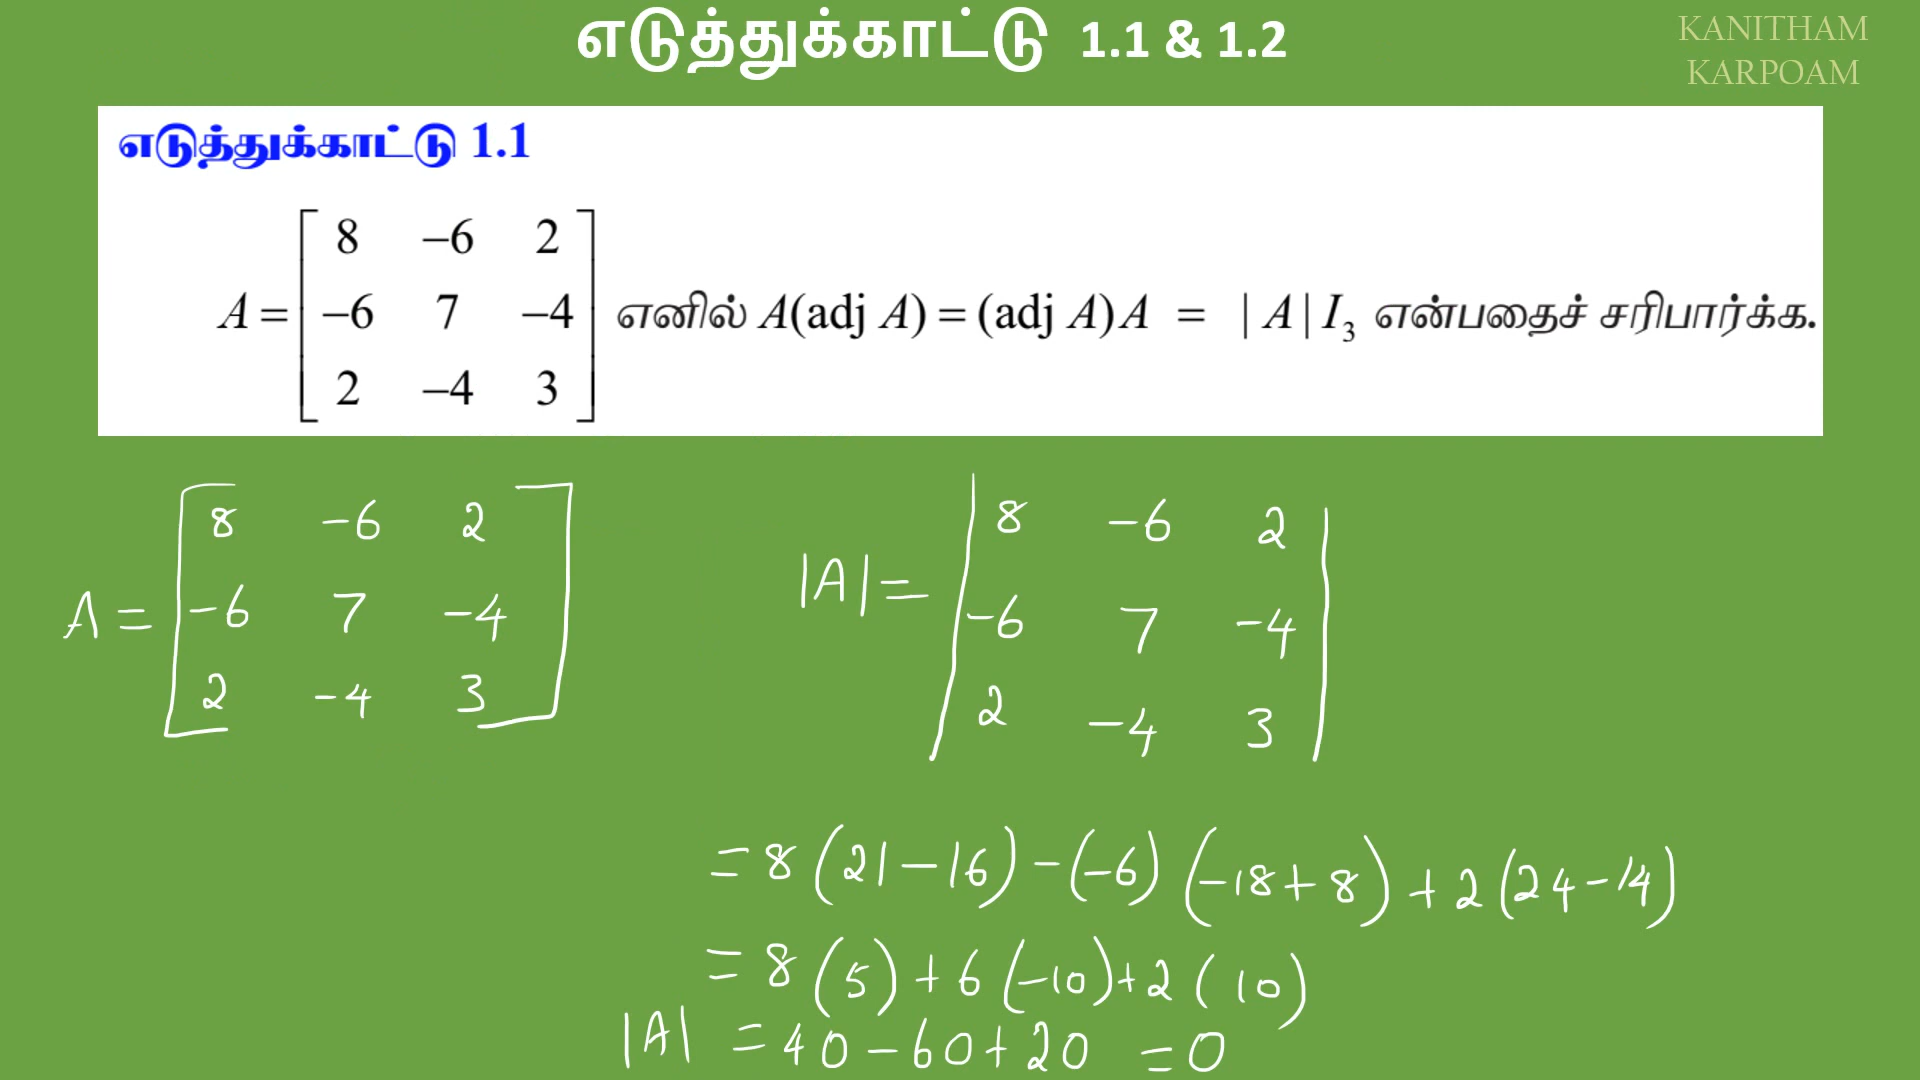 எடுத்துக்காட்டு 1.1 & 1.2
KANITHAM
KARPOAM
எடுத்துக்காட்டு 1.1
A = [ 8 −6 2
−6 7 −4
2 −4 3 ] எனில் A(adj A) = (adj A)A = |A| I₃ என்பதைச் சரிபார்க்க.
A = [ 8 -6 2
-6 7 -4
2 -4 3 ]
|A| = | 8 -6 2
-6 7 -4
2 -4 3 |
= 8 (21 - 16) - (-6) (-18 + 8) + 2 (24 - 14)
= 8 (5) + 6 (-10) + 2 (10)
|A| = 40 - 60 + 20 = 0